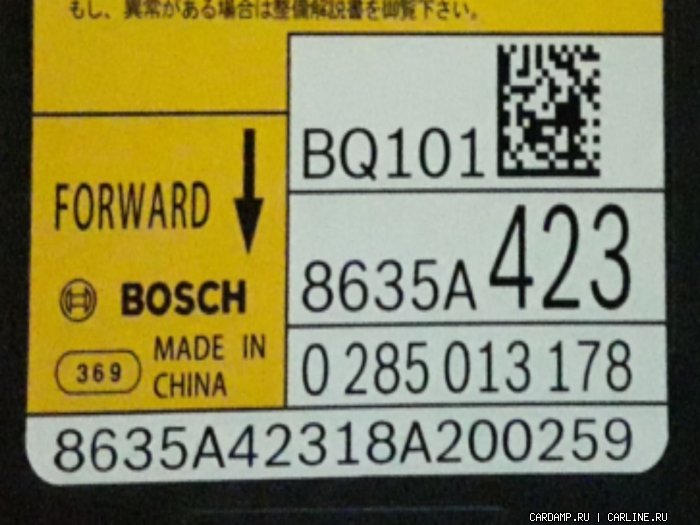 もし、異常がある場合は整備解説書を御覧下さい。
BQ101
FORWARD
8635A 423
BOSCH
369
MADE IN
CHINA
0 285 013 178
8635A42318A200259
CARDAMP.RU | CARLINE.RU